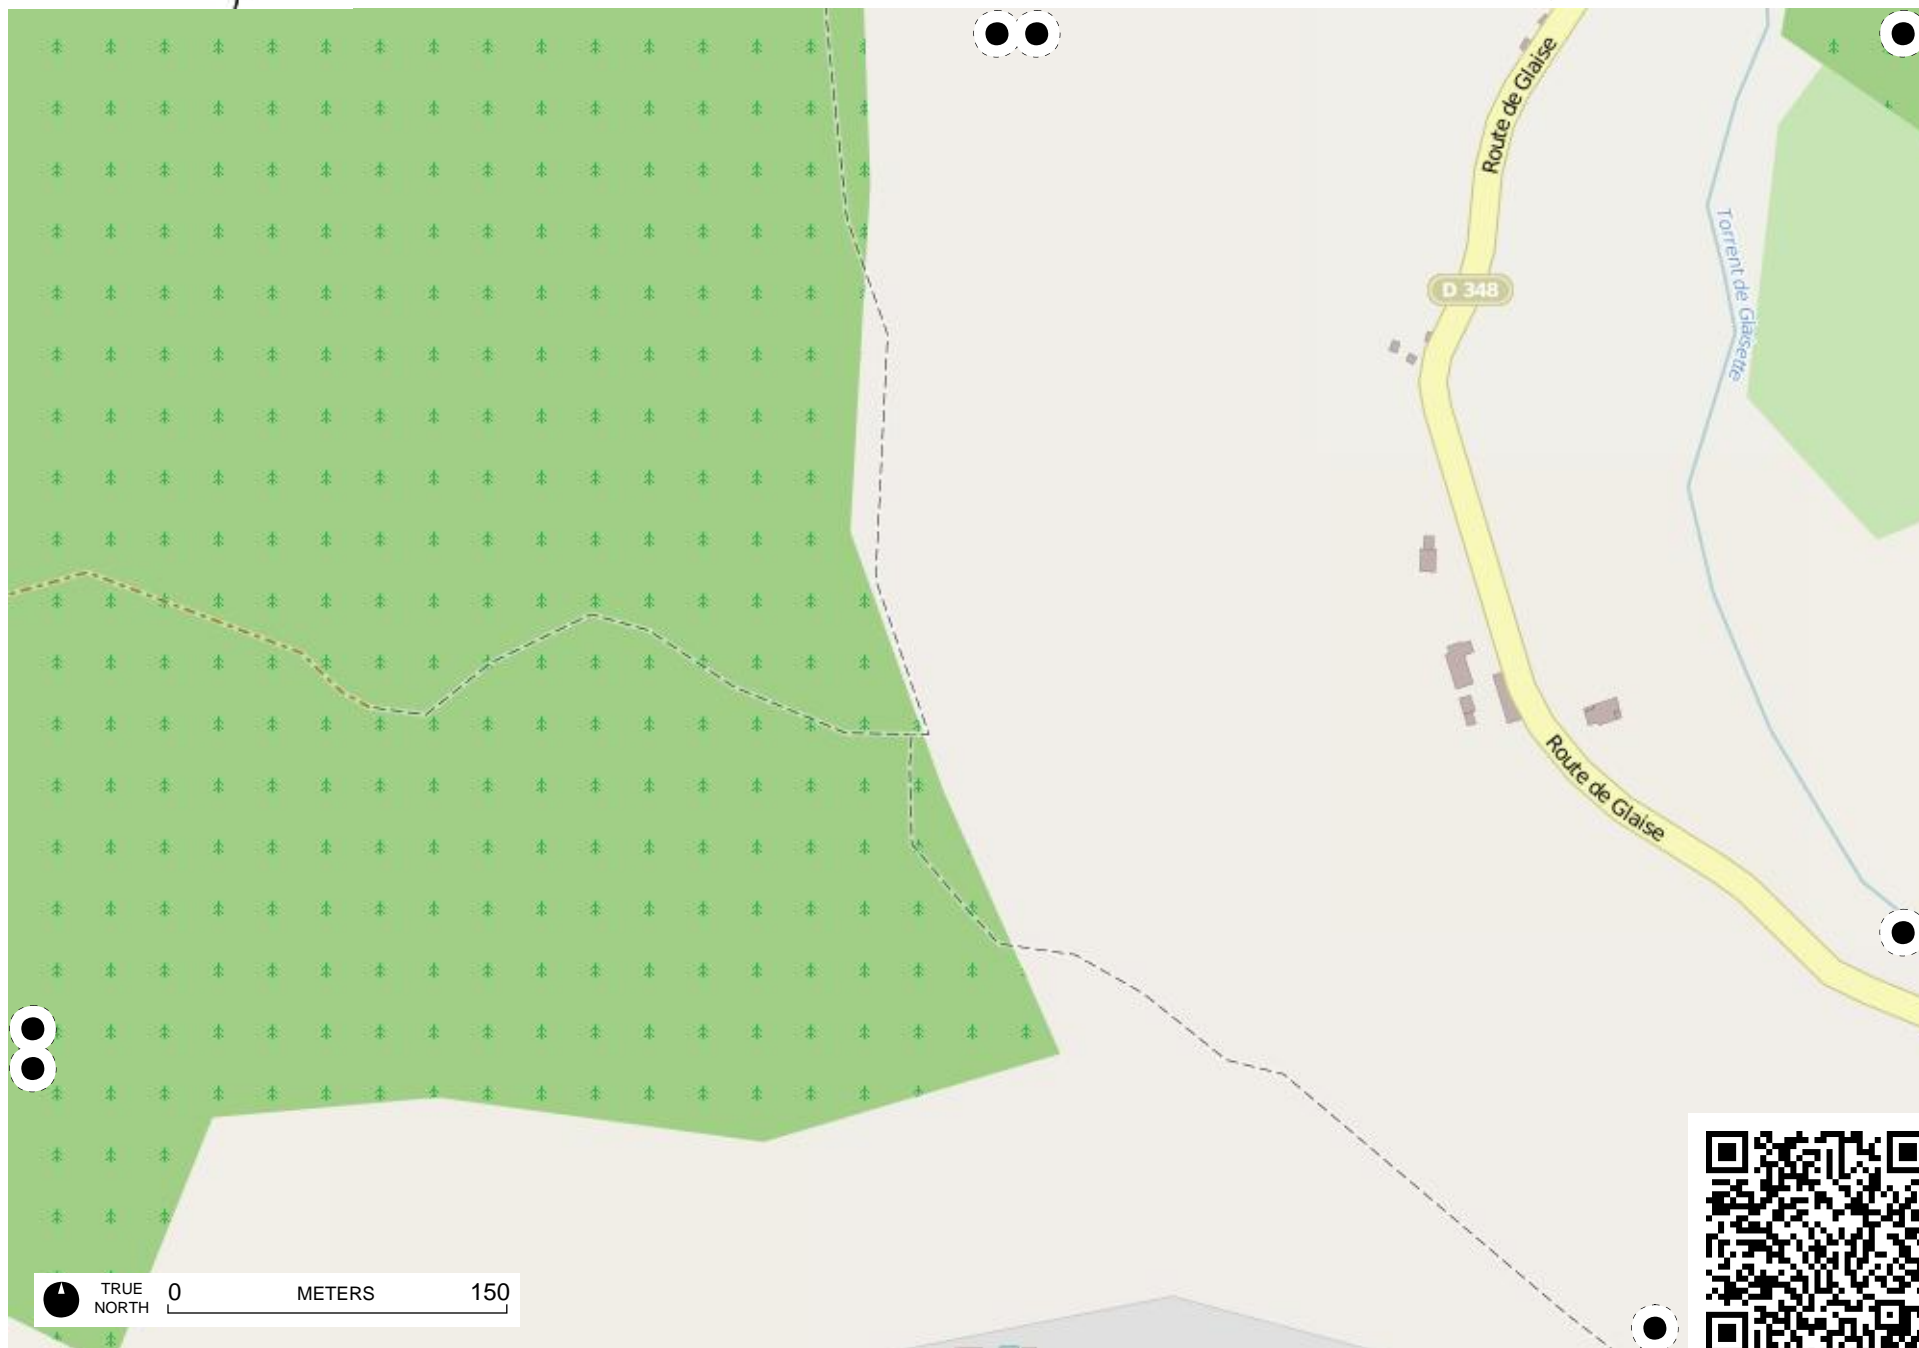 Route de Glaise
Torrent de Glaisette
D 348
Route de Glaise
TRUE
NORTH
0 METERS 150